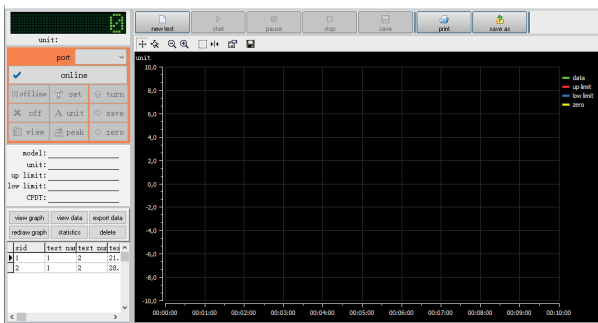 0
unit:
port
online
offline set turn
off A unit save
view peak zero
model:
unit:
up limit:
low limit:
CPDT:
view graph view data export data
redraw graph statistics delete
sid test nam test num tes
1 1 2 21.
2 1 2 28.
new test start pause stop save print save as
unit
10,0
8,0
6,0
4,0
2,0
0,0
-2,0
-4,0
-6,0
-8,0
-10,0
00:00:00 00:01:00 00:02:00 00:03:00 00:04:00 00:05:00 00:06:00 00:07:00 00:08:00 00:09:00 00:10:00
data
up limit
low limit
zero